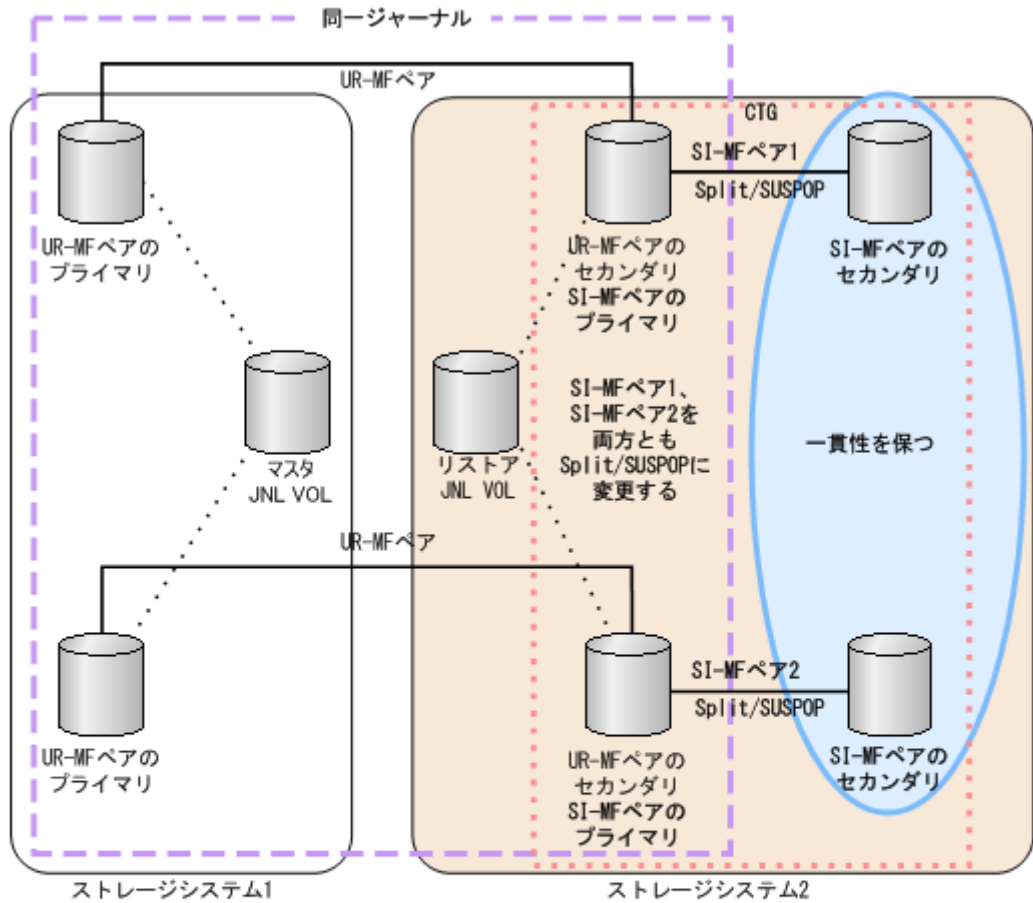 同一ジャーナル
UR-MFペア
CTG
SI-MFペア1
Split/SUSPOP
UR-MFペアの
プライマリ
UR-MFペアの
セカンダリ
SI-MFペアの
プライマリ
SI-MFペアの
セカンダリ
マスタ
JNL VOL
リストア
JNL VOL
SI-MFペア1、
SI-MFペア2を
両方とも
Split/SUSPOPに
変更する
一貫性を保つ
UR-MFペア
SI-MFペア2
Split/SUSPOP
UR-MFペアの
プライマリ
UR-MFペアの
セカンダリ
SI-MFペアの
プライマリ
SI-MFペアの
セカンダリ
ストレージシステム1
ストレージシステム2